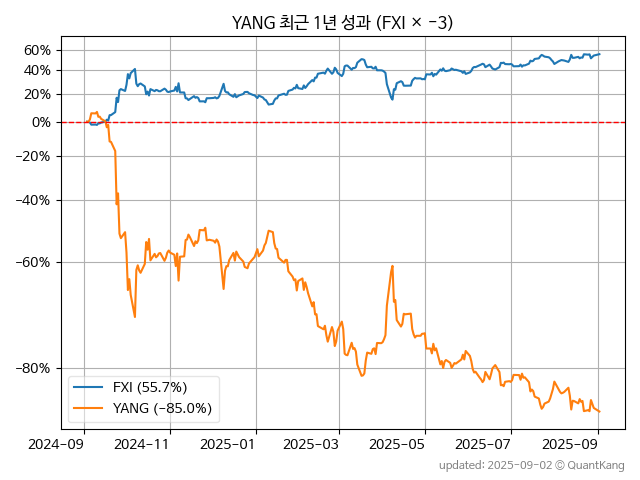 YANG 최근 1년 성과 (FXI × −3)
60%
40%
20%
0%
−20%
−40%
−60%
−80%
FXI (55.7%)
YANG (−85.0%)
2024-09 2024-11 2025-01 2025-03 2025-05 2025-07 2025-09
updated: 2025-09-02 © QuantKang